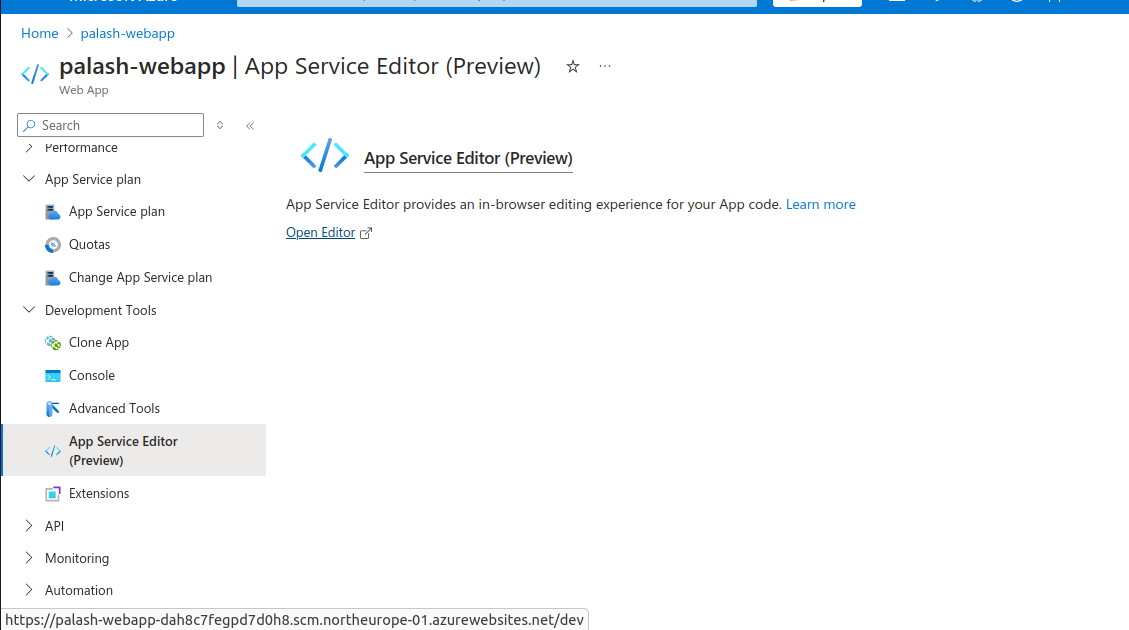 Home > palash-webapp
palash-webapp | App Service Editor (Preview)
Web App
Search
Performance
App Service plan
App Service plan
Quotas
Change App Service plan
Development Tools
Clone App
Console
Advanced Tools
App Service Editor
(Preview)
Extensions
API
Monitoring
Automation
App Service Editor (Preview)
App Service Editor provides an in-browser editing experience for your App code. Learn more
Open Editor
https://palash-webapp-dah8c7fegpd7d0h8.scm.northeurope-01.azurewebsites.net/dev